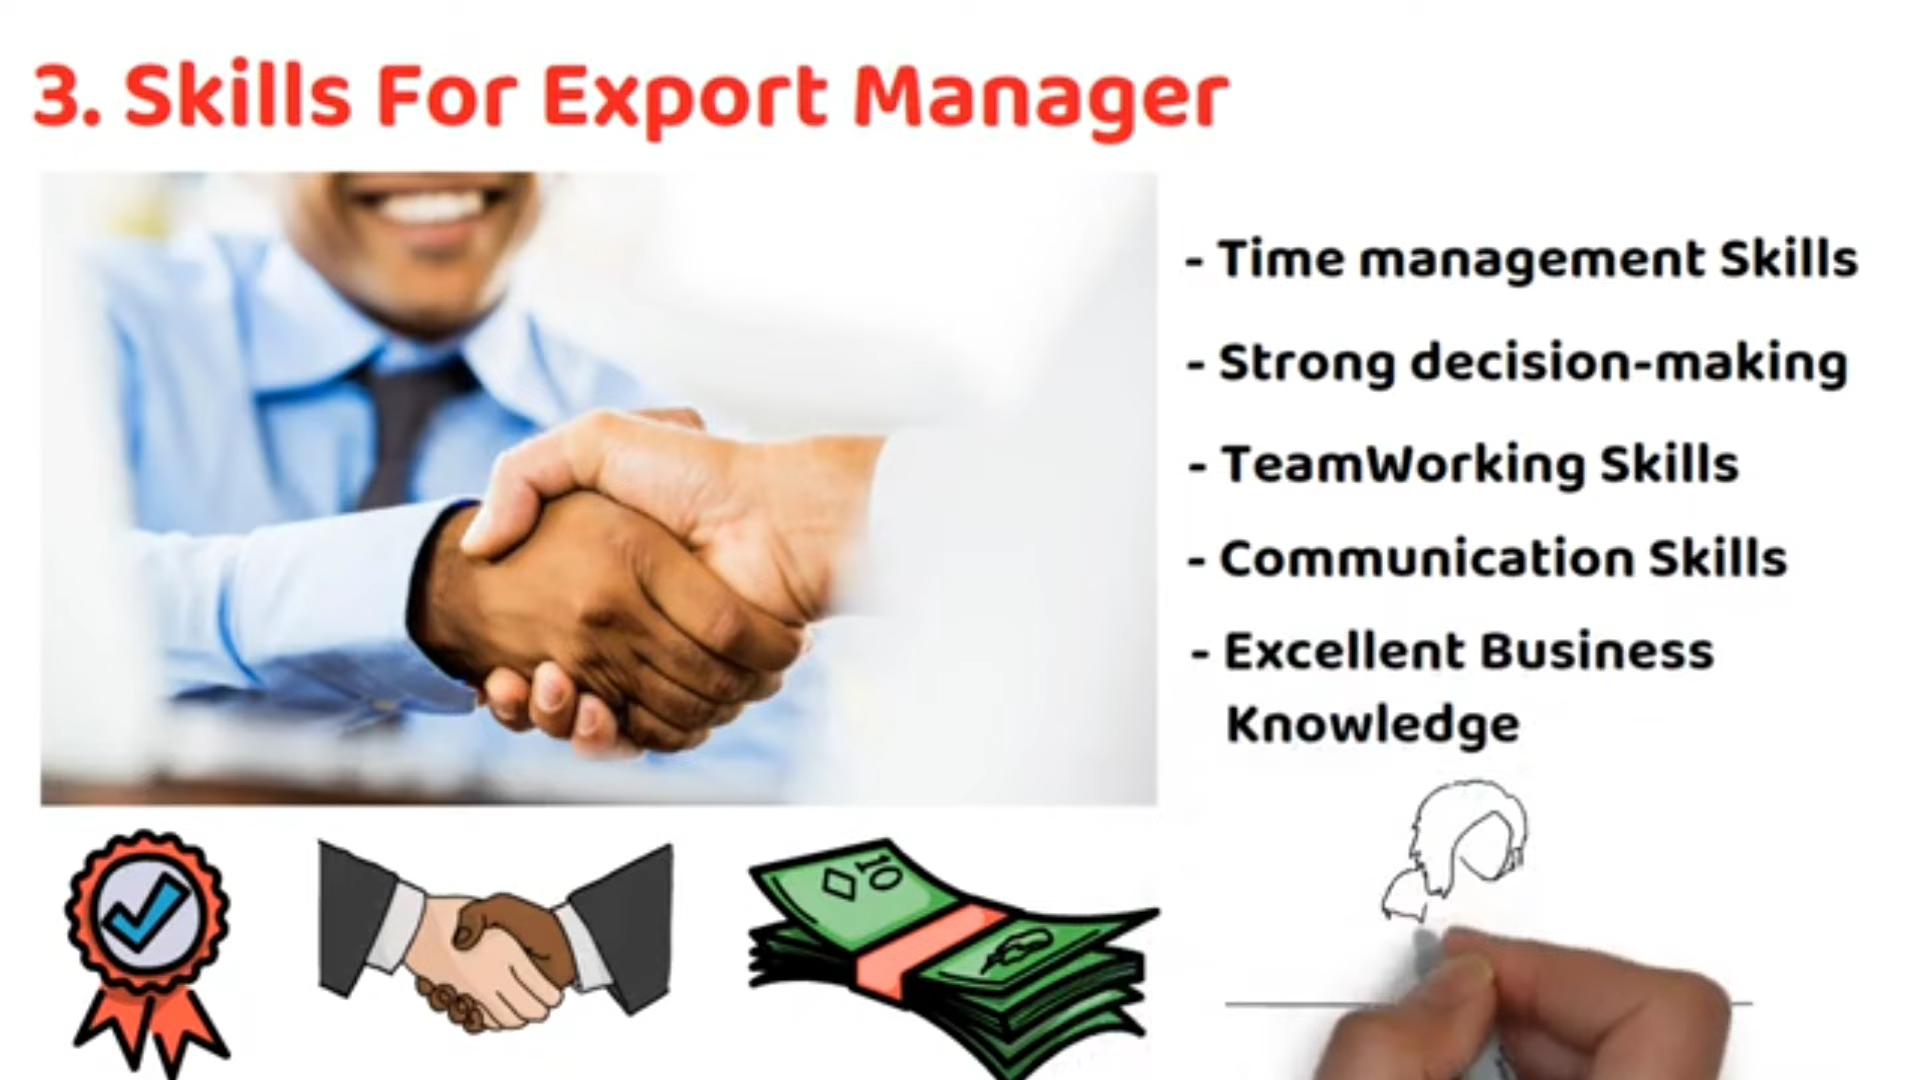 3. Skills For Export Manager
- Time management Skills
- Strong decision-making
- TeamWorking Skills
- Communication Skills
- Excellent Business
Knowledge
10